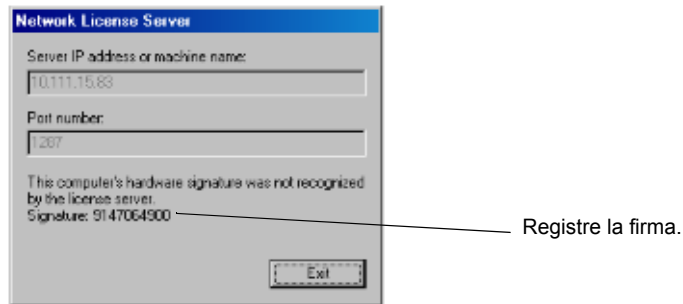 Network License Server
Server IP address or machine name:
10.111.15.83
Port number:
1287
This computer's hardware signature was not recognized
by the license server.
Signature: 9147064900
Registre la firma.
Exit